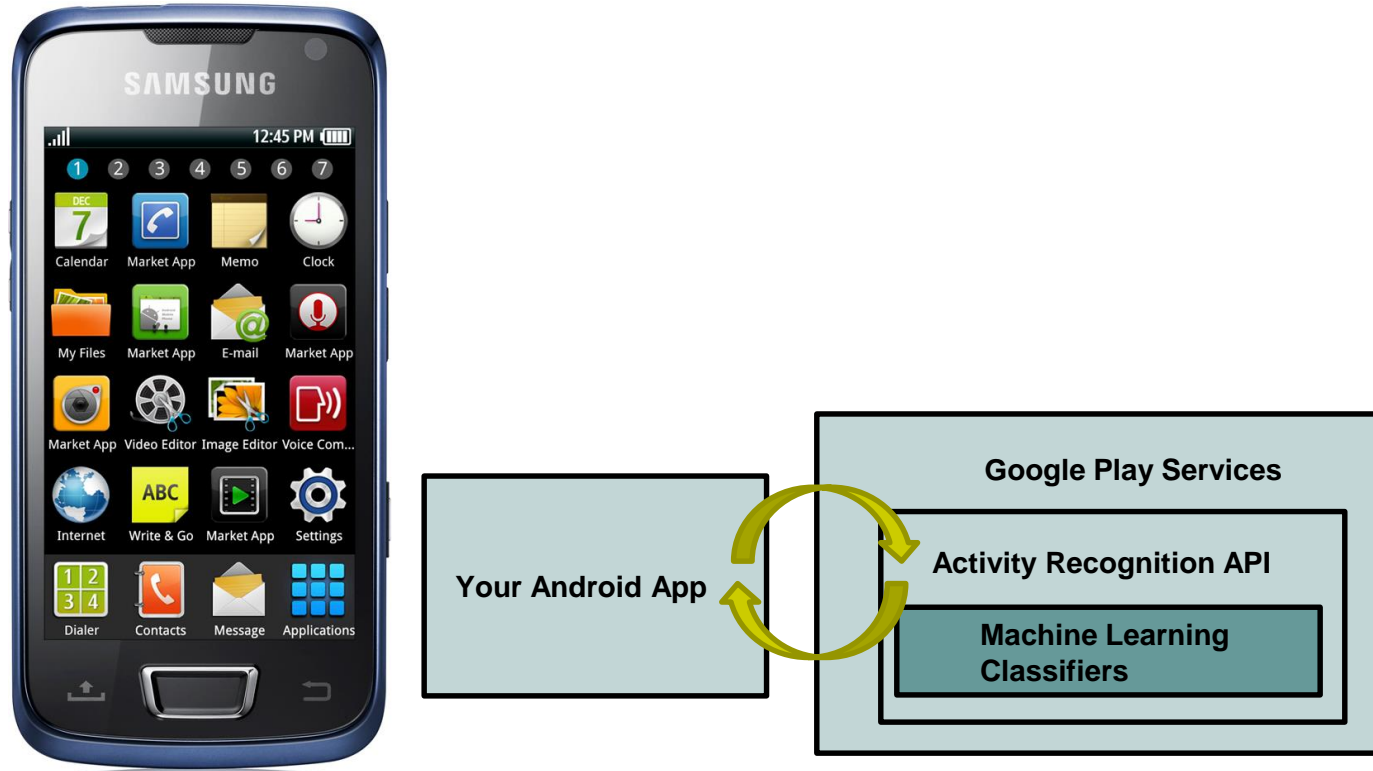 SAMSUNG
12:45 PM
1 2 3 4 5 6 7
DEC
7
Calendar Market App Memo Clock
@
My Files Market App E-mail Market App
Market App Video Editor Image Editor Voice Com...
ABC
Internet Write & Go Market App Settings
1 2
3 4
Dialer Contacts Message Applications
Your Android App
Google Play Services
Activity Recognition API
Machine Learning
Classifiers